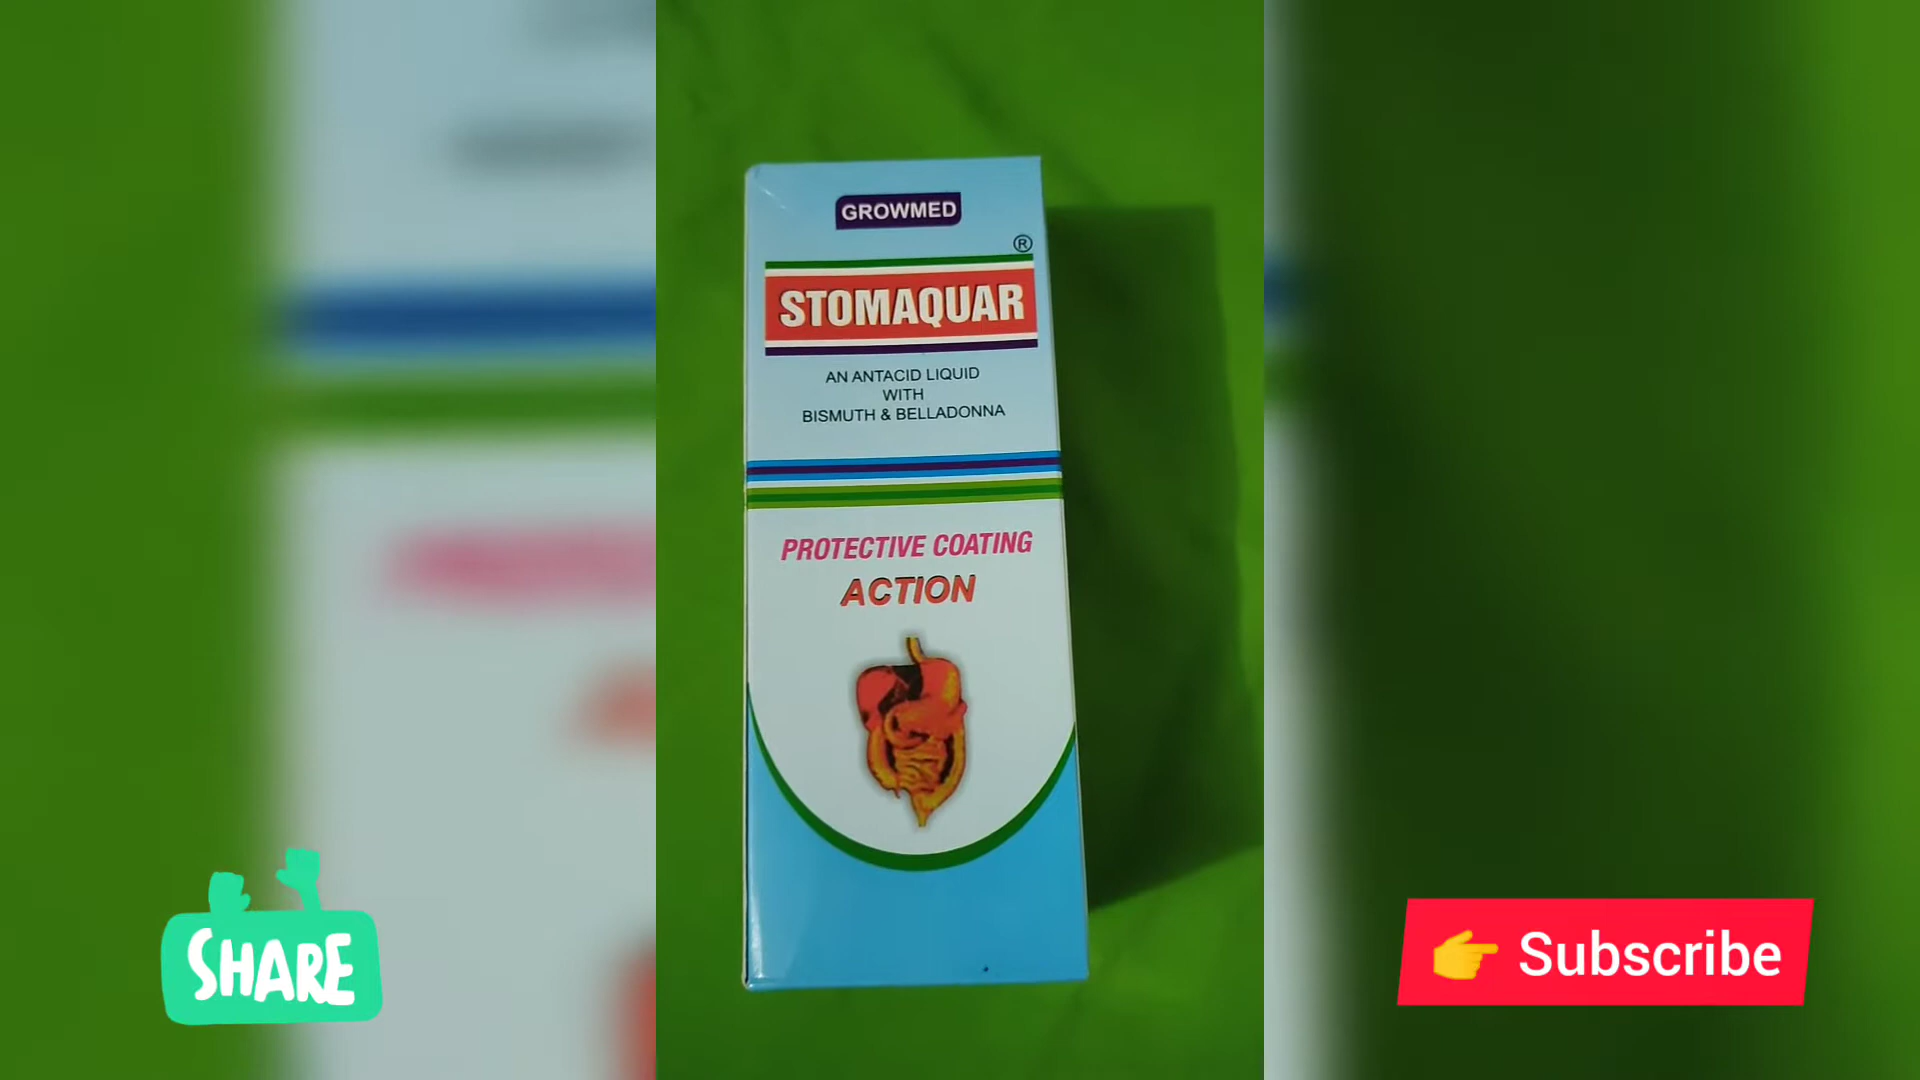 GROWMED
®
STOMAQUAR
AN ANTACID LIQUID
WITH
BISMUTH & BELLADONNA
PROTECTIVE COATING
ACTION
SHARE
👉 Subscribe